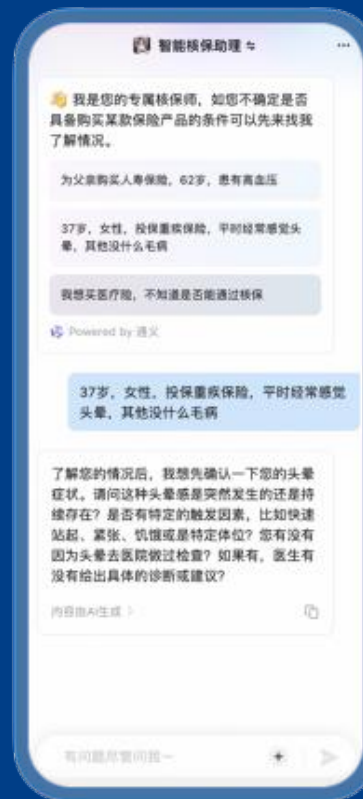 智能核保助理
我是您的专属核保师，如您不确定是否
具备购买某款保险产品的条件可以先来找我
了解情况。
为父亲购买人寿保险，62岁，患有高血压
37岁，女性，投保重疾保险，平时经常感觉头
晕，其他没什么毛病
我想买医疗险，不知道是否能通过核保
Powered by 通义
37岁，女性，投保重疾保险，平时经常感觉
头晕，其他没什么毛病
了解您的情况后，我想先确认一下您的头晕
症状。请问这种头晕感是突然发生的还是持
续存在？是否有特定的触发因素，比如快速
站起、紧张、饥饿或是特定体位？您有没有
因为头晕去医院做过检查？如果有，医生有
没有给出具体的诊断或建议？
内容由AI生成
有问题尽管问我～